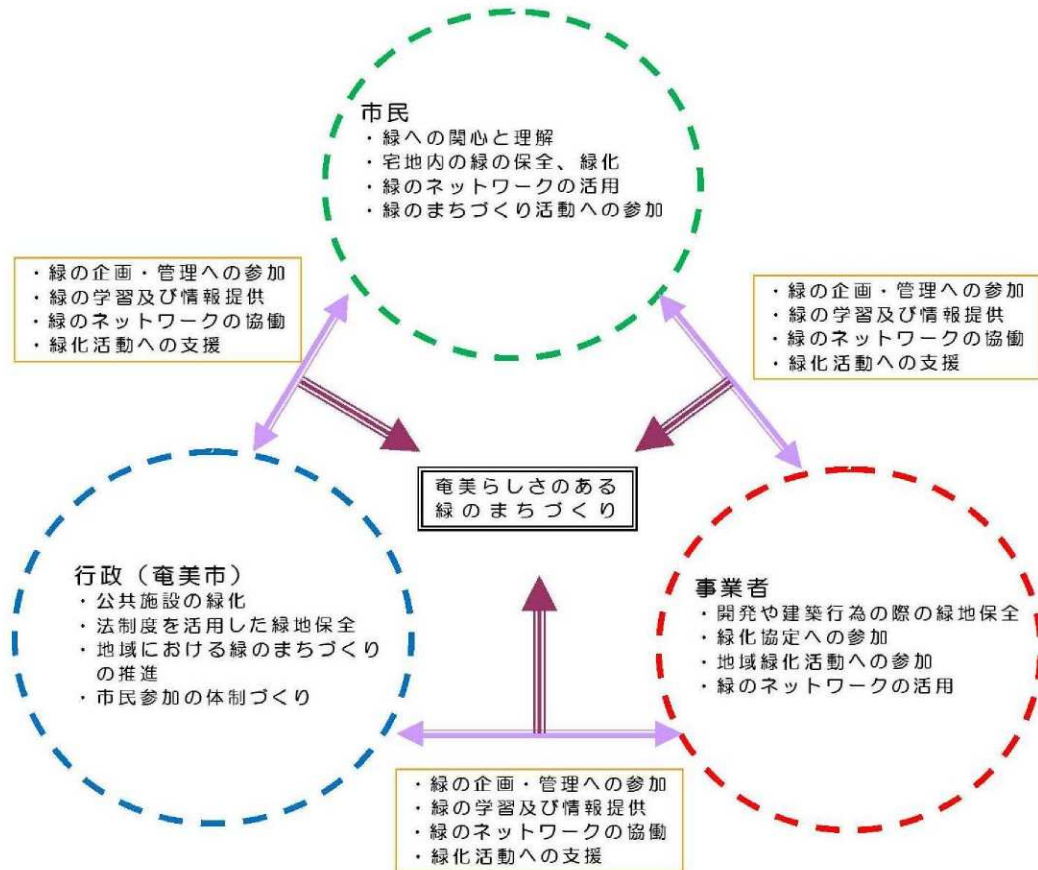 市民
・緑への関心と理解
・宅地内の緑の保全、緑化
・緑のネットワークの活用
・緑のまちづくり活動への参加
・緑の企画・管理への参加
・緑の学習及び情報提供
・緑のネットワークの協働
・緑化活動への支援
・緑の企画・管理への参加
・緑の学習及び情報提供
・緑のネットワークの協働
・緑化活動への支援
奄美らしさのある
緑のまちづくり
行政（奄美市）
・公共施設の緑化
・法制度を活用した緑地保全
・地域における緑のまちづくり
の推進
・市民参加の体制づくり
事業者
・開発や建築行為の際の緑地保全
・緑化協定への参加
・地域緑化活動への参加
・緑のネットワークの活用
・緑の企画・管理への参加
・緑の学習及び情報提供
・緑のネットワークの協働
・緑化活動への支援